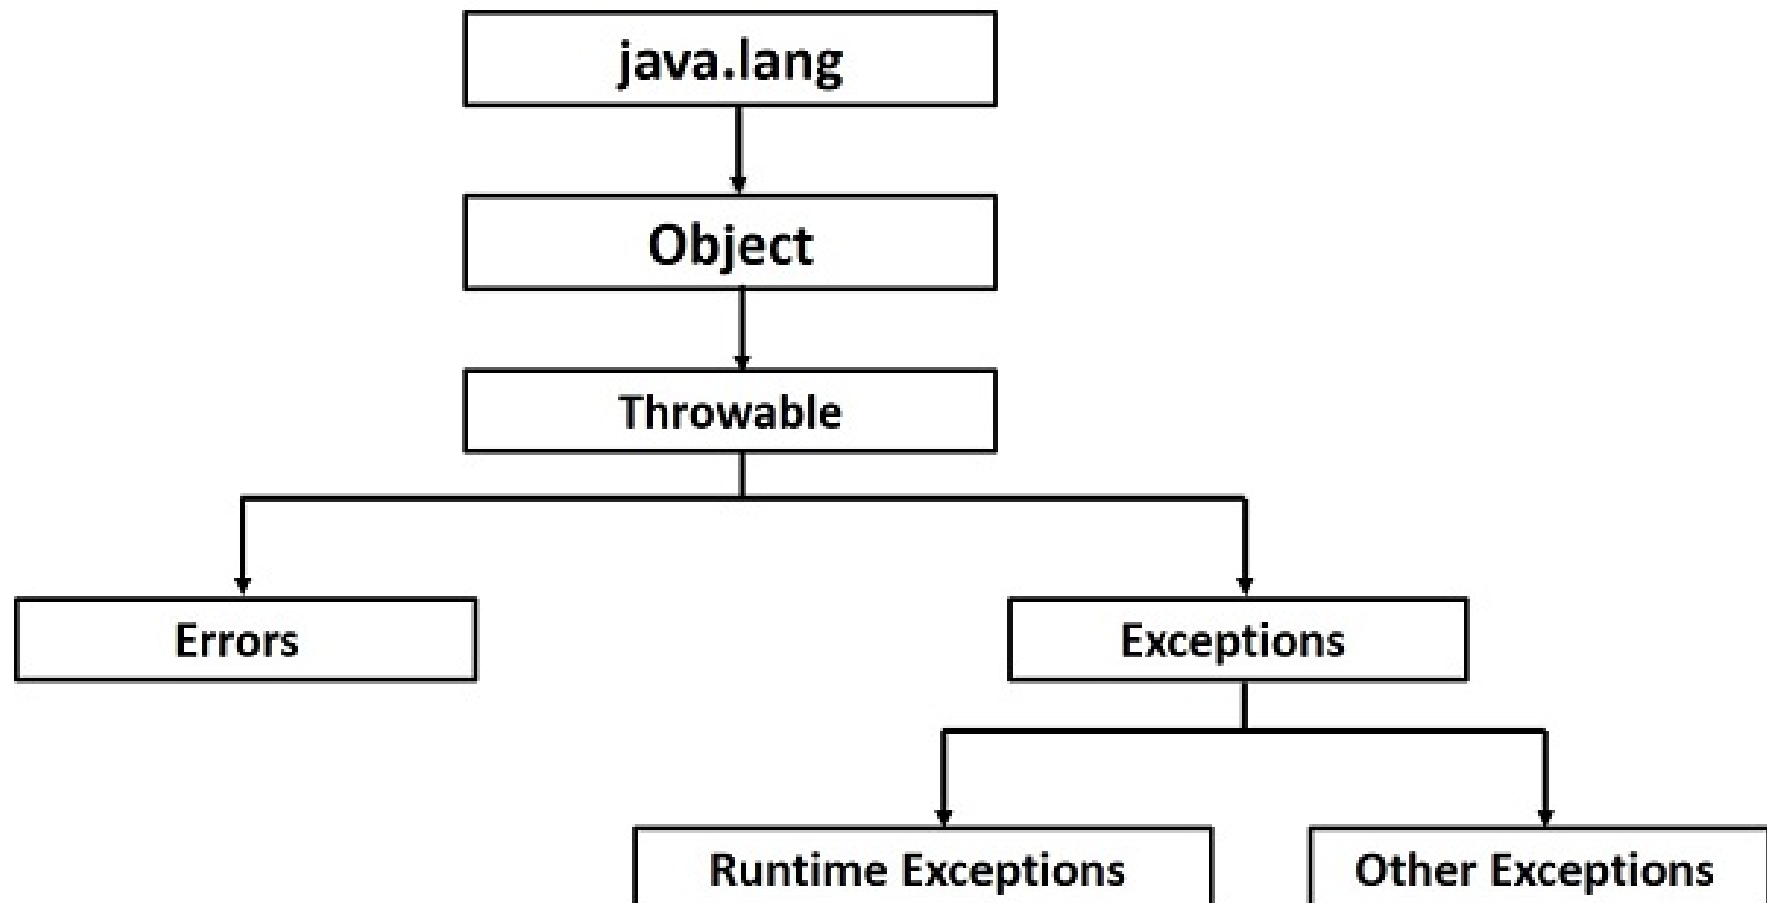 java.lang
Object
Throwable
Errors
Exceptions
Runtime Exceptions
Other Exceptions